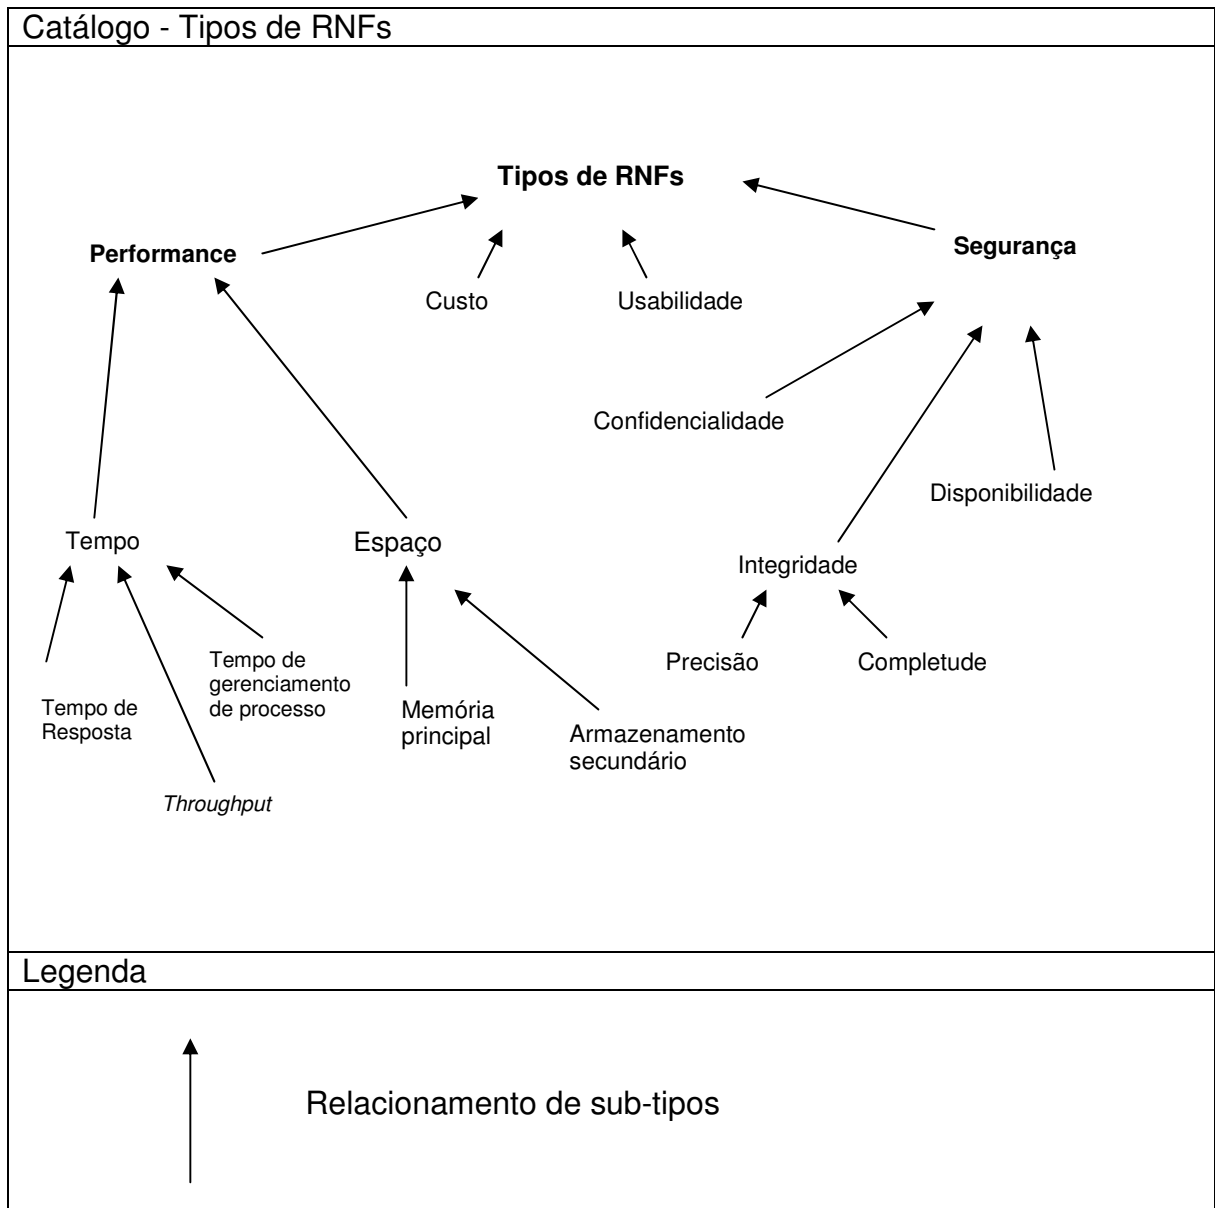 Catálogo - Tipos de RNFs
Tipos de RNFs
Performance
Segurança
Custo
Usabilidade
Confidencialidade
Disponibilidade
Tempo
Espaço
Integridade
Tempo de
gerenciamento
de processo
Precisão
Completude
Tempo de
Resposta
Memória
principal
Armazenamento
secundário
Throughput
Legenda
Relacionamento de sub-tipos